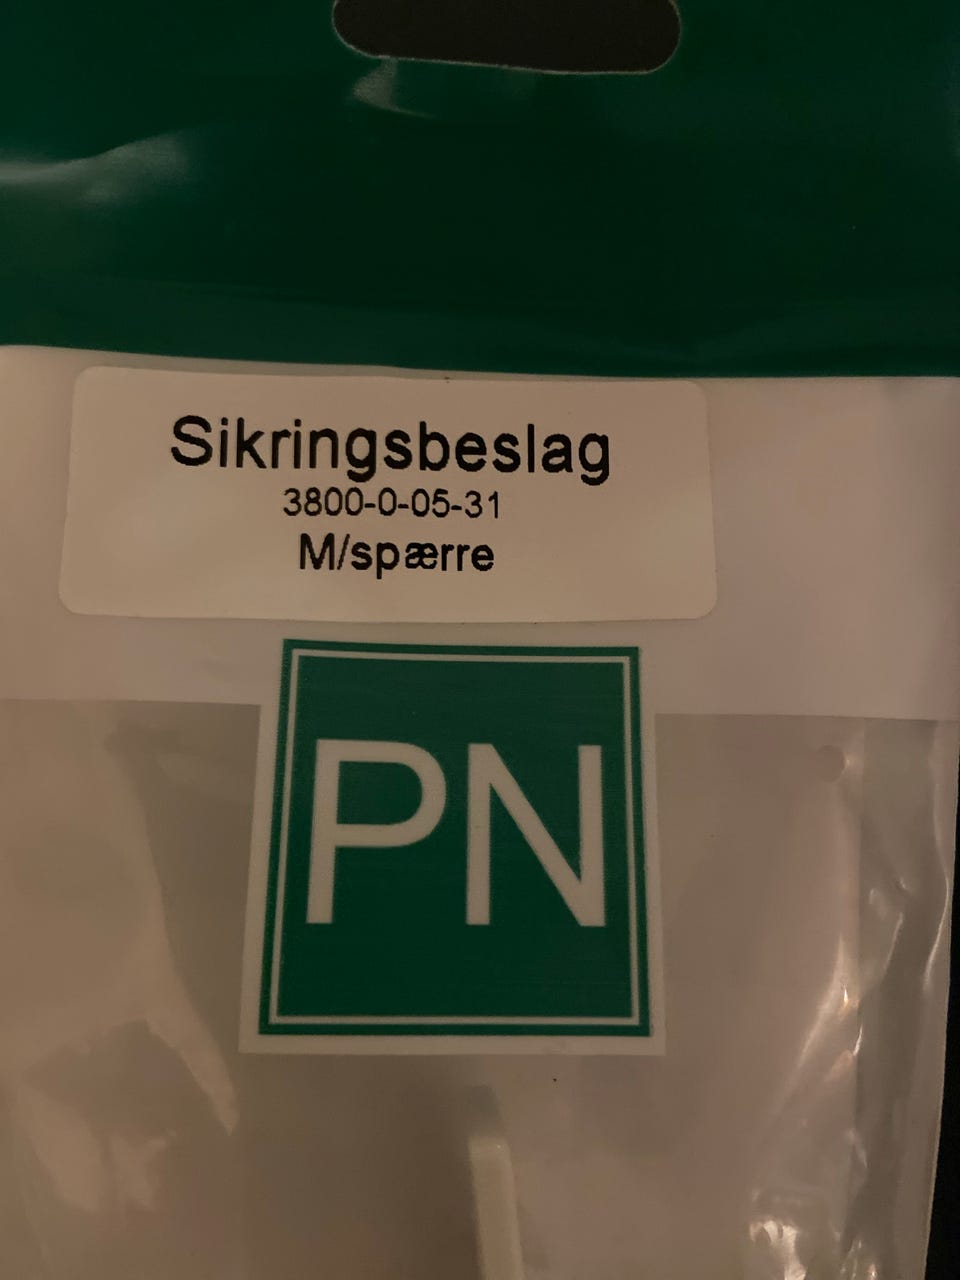 Sikringsbeslag
3800-0-05-31
M/spærre
PN